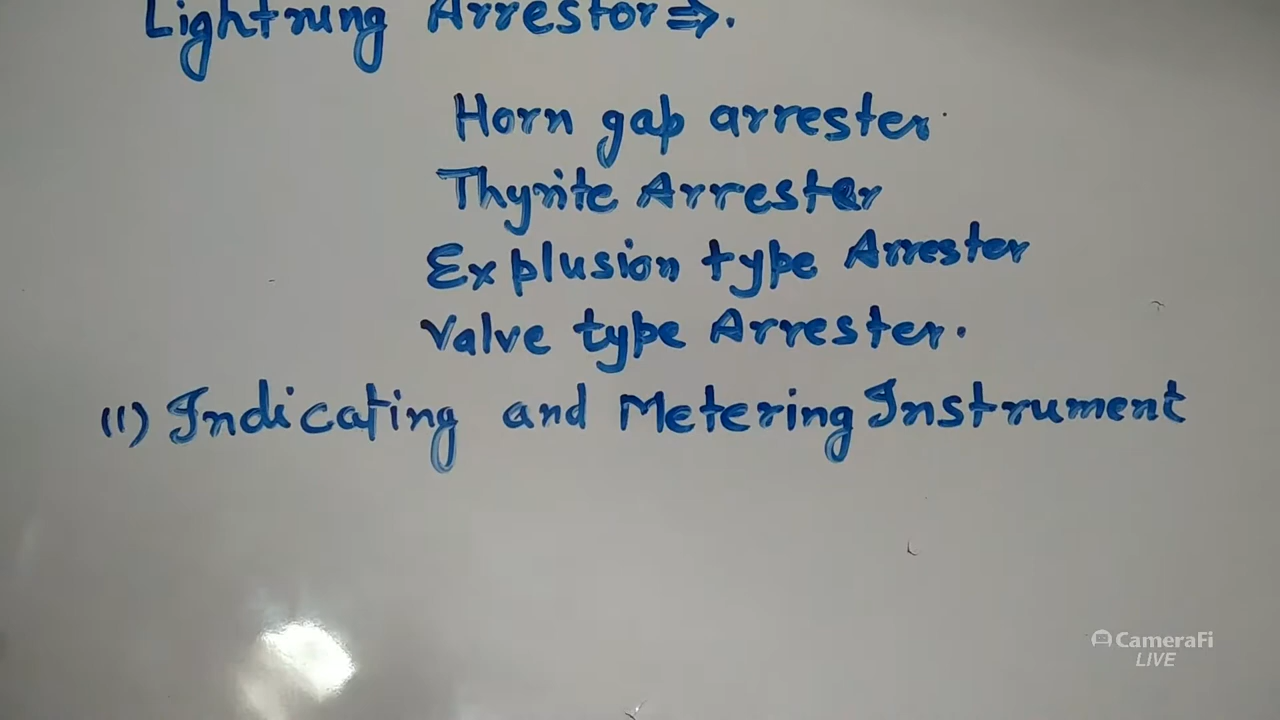 Lightning Arrestor⇒.
Horn gap arrester.
Thyrite Arrester
Explusion type Arrester
Valve type Arrester.
(11) Indicating and Metering Instrument
CameraFi
LIVE